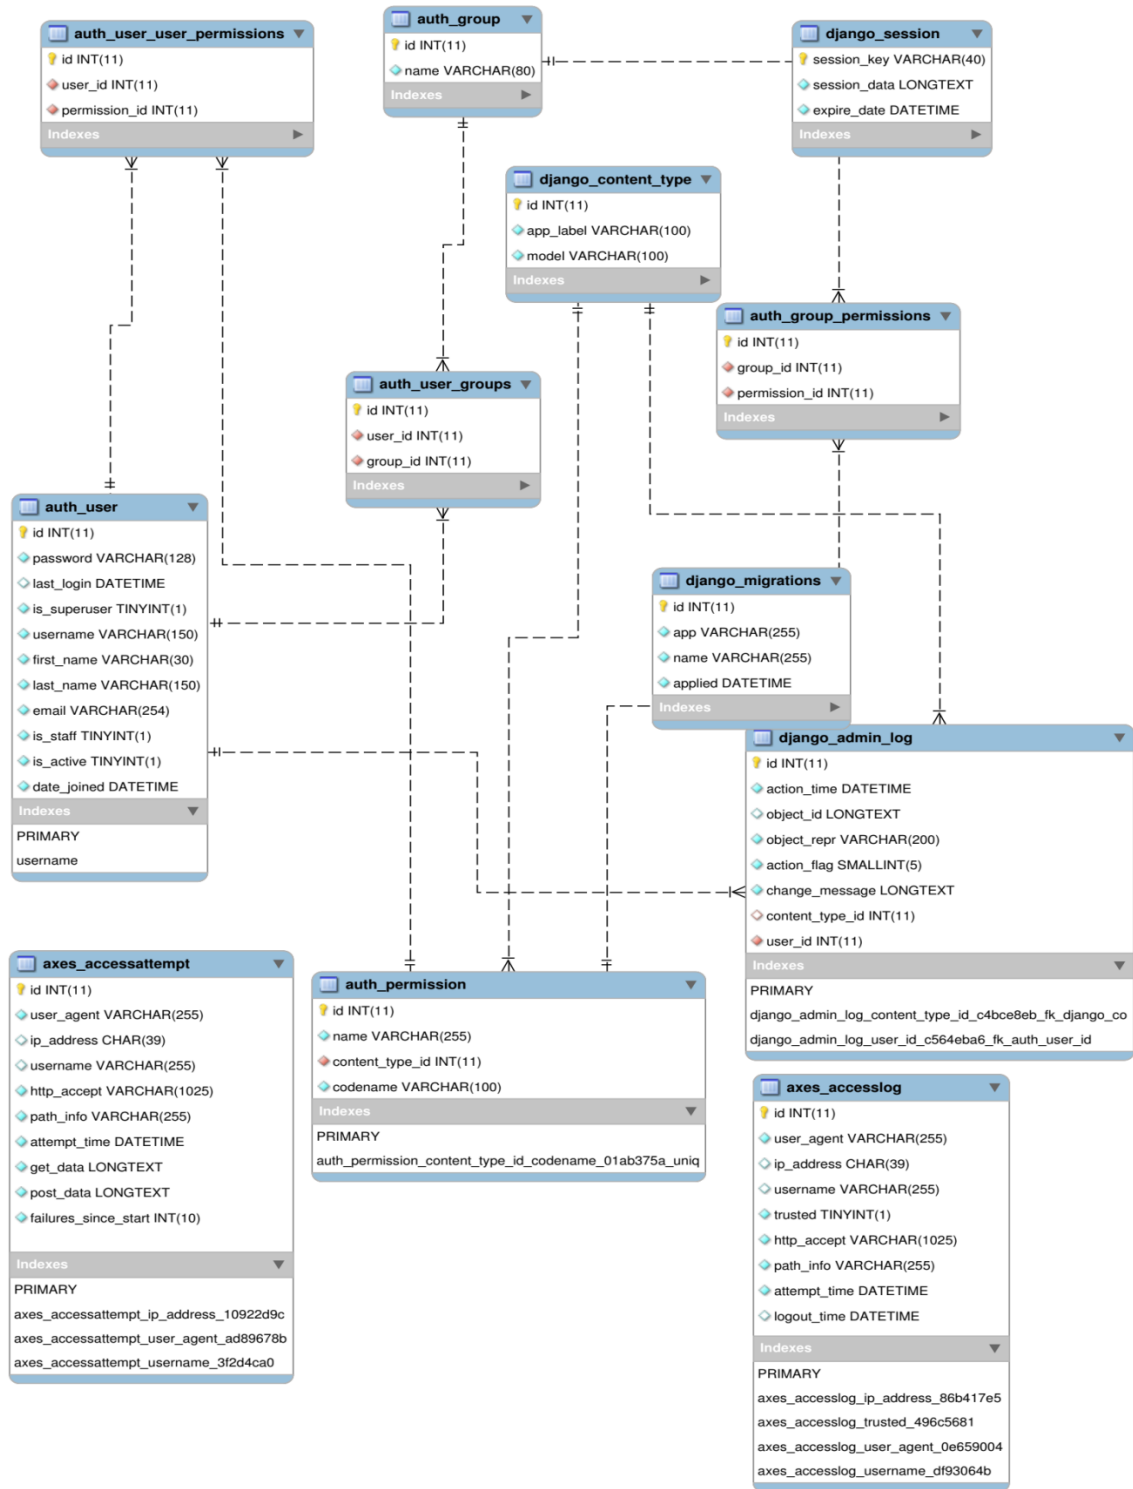 auth_user_user_permissions
id INT(11)
user_id INT(11)
permission_id INT(11)
Indexes
auth_group
id INT(11)
name VARCHAR(80)
Indexes
django_session
session_key VARCHAR(40)
session_data LONGTEXT
expire_date DATETIME
Indexes
django_content_type
id INT(11)
app_label VARCHAR(100)
model VARCHAR(100)
Indexes
auth_group_permissions
id INT(11)
group_id INT(11)
permission_id INT(11)
Indexes
auth_user_groups
id INT(11)
user_id INT(11)
group_id INT(11)
Indexes
auth_user
id INT(11)
password VARCHAR(128)
last_login DATETIME
is_superuser TINYINT(1)
username VARCHAR(150)
first_name VARCHAR(30)
last_name VARCHAR(150)
email VARCHAR(254)
is_staff TINYINT(1)
is_active TINYINT(1)
date_joined DATETIME
Indexes
PRIMARY
username
django_migrations
id INT(11)
app VARCHAR(255)
name VARCHAR(255)
applied DATETIME
Indexes
django_admin_log
id INT(11)
action_time DATETIME
object_id LONGTEXT
object_repr VARCHAR(200)
action_flag SMALLINT(5)
change_message LONGTEXT
content_type_id INT(11)
user_id INT(11)
Indexes
PRIMARY
django_admin_log_content_type_id_c4bce8eb_fk_django_co
django_admin_log_user_id_c564eba6_fk_auth_user_id
axes_accessattempt
id INT(11)
user_agent VARCHAR(255)
ip_address CHAR(39)
username VARCHAR(255)
http_accept VARCHAR(1025)
path_info VARCHAR(255)
attempt_time DATETIME
get_data LONGTEXT
post_data LONGTEXT
failures_since_start INT(10)
Indexes
PRIMARY
axes_accessattempt_ip_address_10922d9c
axes_accessattempt_user_agent_ad89678b
axes_accessattempt_username_3f2d4ca0
auth_permission
id INT(11)
name VARCHAR(255)
content_type_id INT(11)
codename VARCHAR(100)
Indexes
PRIMARY
auth_permission_content_type_id_codename_01ab375a_uniq
axes_accesslog
id INT(11)
user_agent VARCHAR(255)
ip_address CHAR(39)
username VARCHAR(255)
trusted TINYINT(1)
http_accept VARCHAR(1025)
path_info VARCHAR(255)
attempt_time DATETIME
logout_time DATETIME
Indexes
PRIMARY
axes_accesslog_ip_address_86b417e5
axes_accesslog_trusted_496c5681
axes_accesslog_user_agent_0e659004
axes_accesslog_username_df93064b